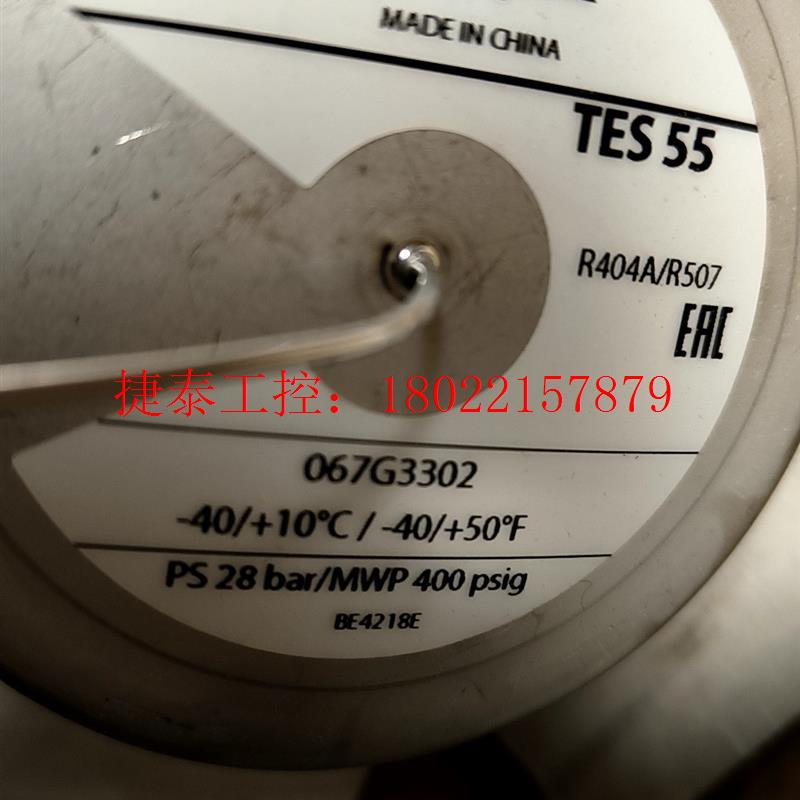 MADE IN CHINA
TES 55
R404A/R507
EAC
捷泰工控：18022157879
067G3302
-40/+10°C / -40/+50°F
PS 28 bar/MWP 400 psig
BE4218E